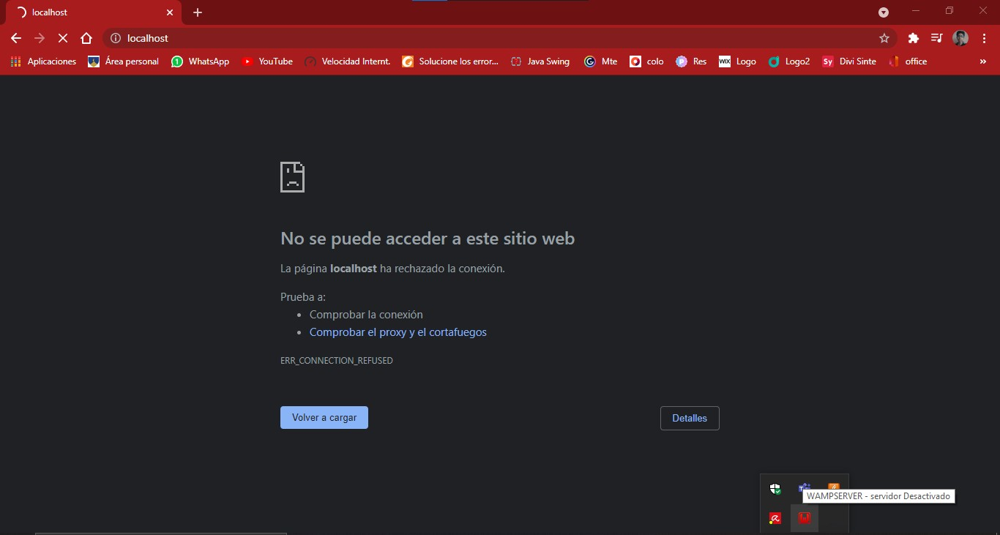 localhost
localhost
Aplicaciones Área personal WhatsApp YouTube Velocidad Internt. Solucione los error... Java Swing Mte colo Res WIX Logo Logo2 Sy Divi Sinte office »
No se puede acceder a este sitio web
La página localhost ha rechazado la conexión.
Prueba a:
• Comprobar la conexión
• Comprobar el proxy y el cortafuegos
ERR_CONNECTION_REFUSED
Volver a cargar Detalles
WAMPSERVER - servidor Desactivado